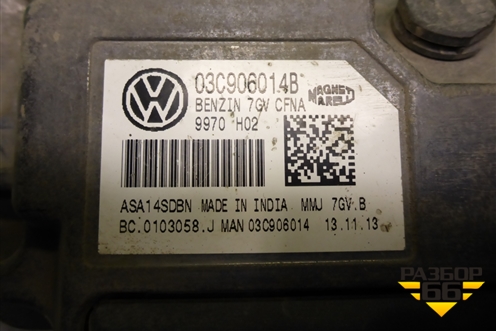 03C906014B
BENZIN 7GV CFNA
MAGNETI MARELLI
9970 H02
ASA14SDBN MADE IN INDIA MMJ 7GV.B
BC.0103058.J MAN 03C906014 13.11.13
РАЗБОР
66